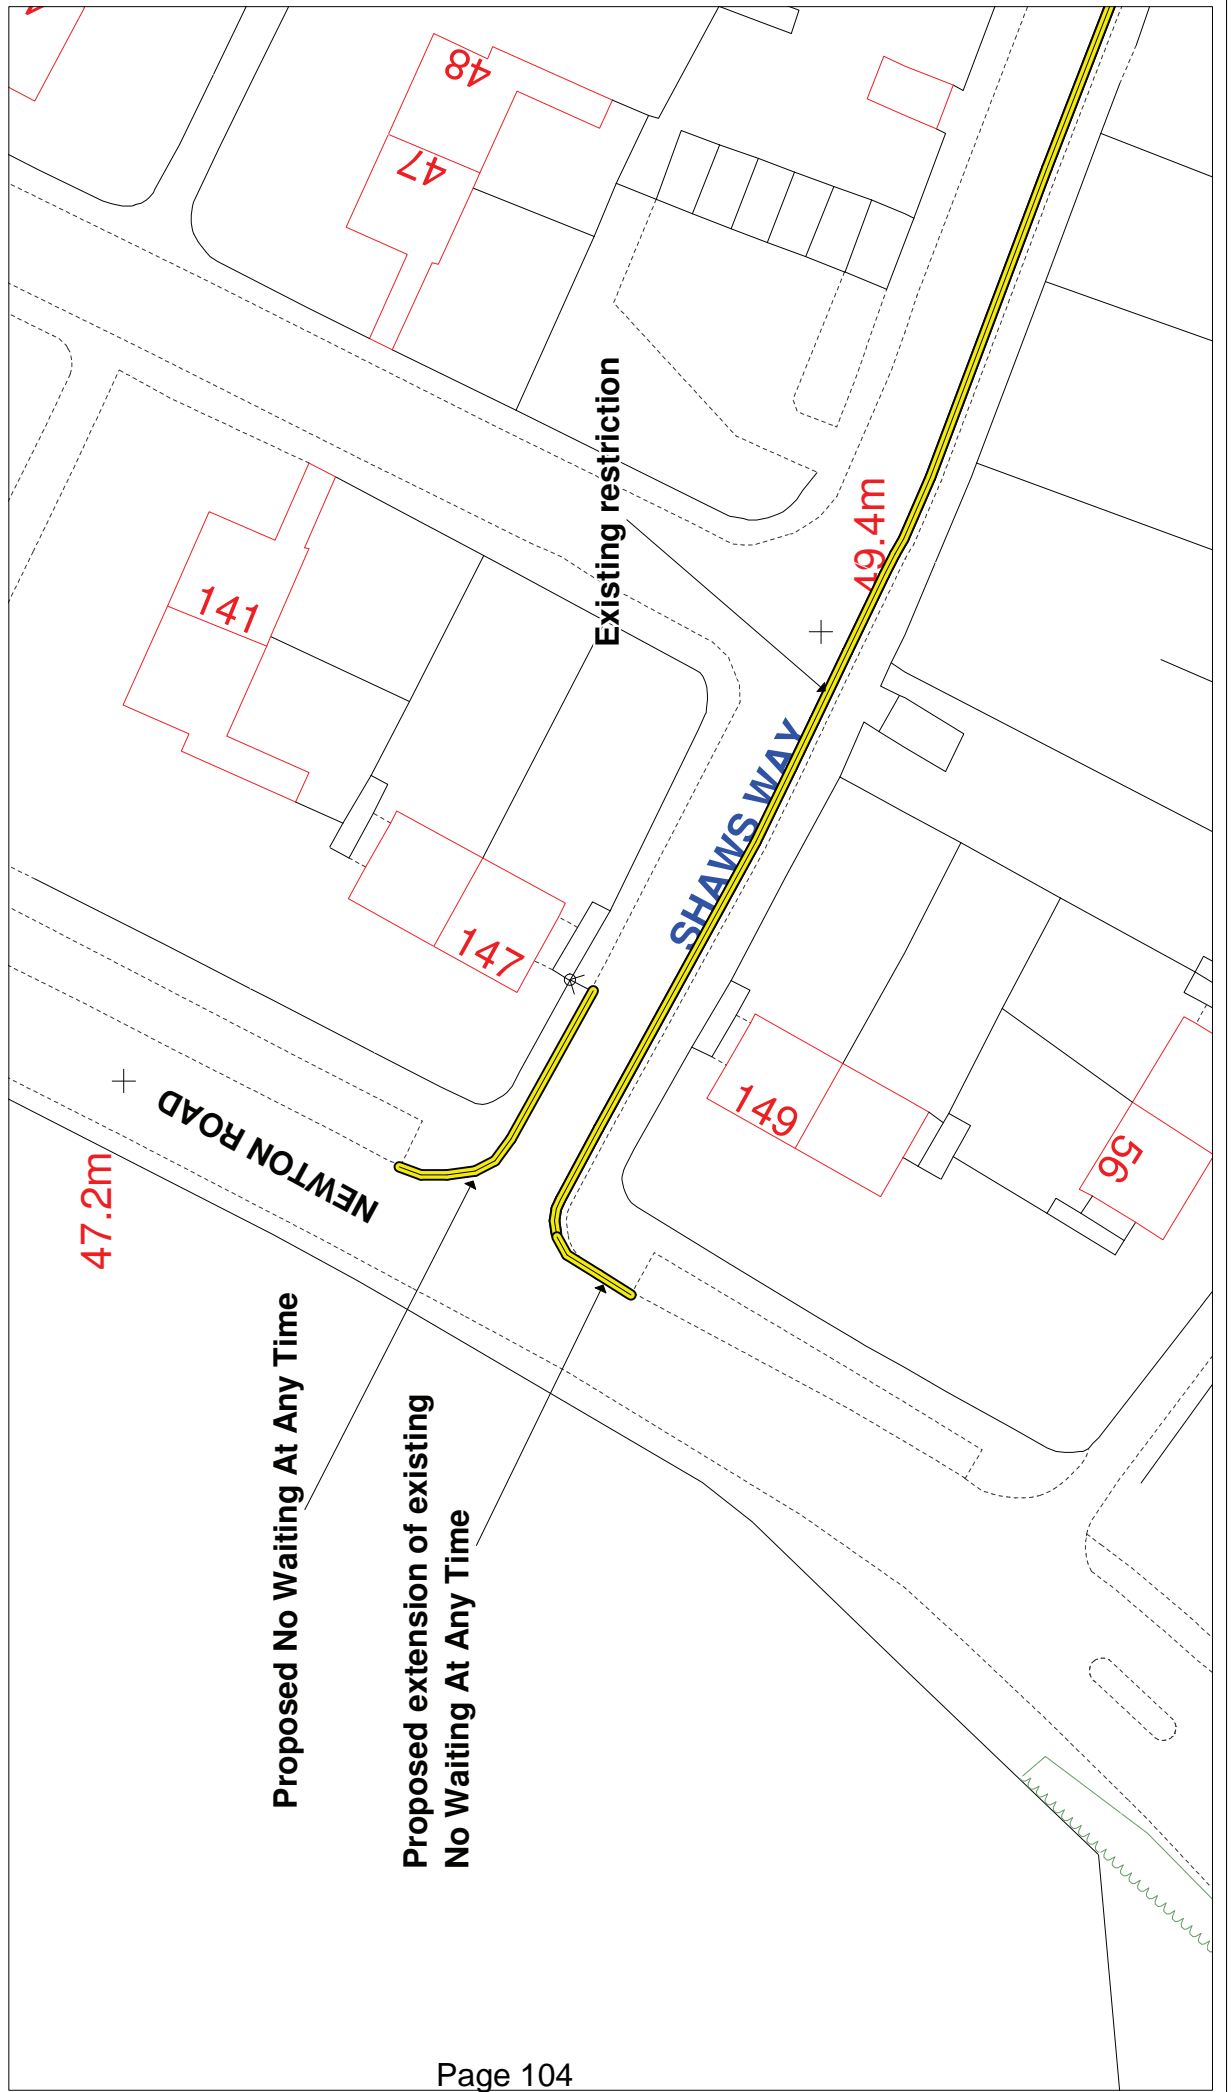 48
47
Existing restriction
49.4m
141
SHAWS WAY
147
149
56
NEWTON ROAD
47.2m
Proposed No Waiting At Any Time
Proposed extension of existing
No Waiting At Any Time
Page 104